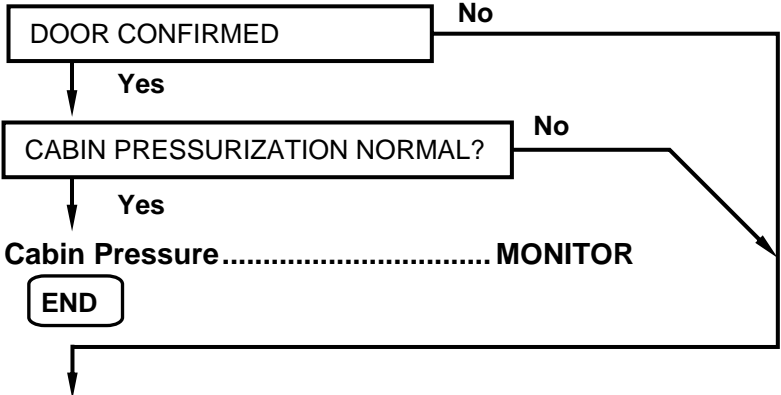 No
DOOR CONFIRMED
Yes
No
CABIN PRESSURIZATION NORMAL?
Yes
Cabin Pressure................................. MONITOR
END